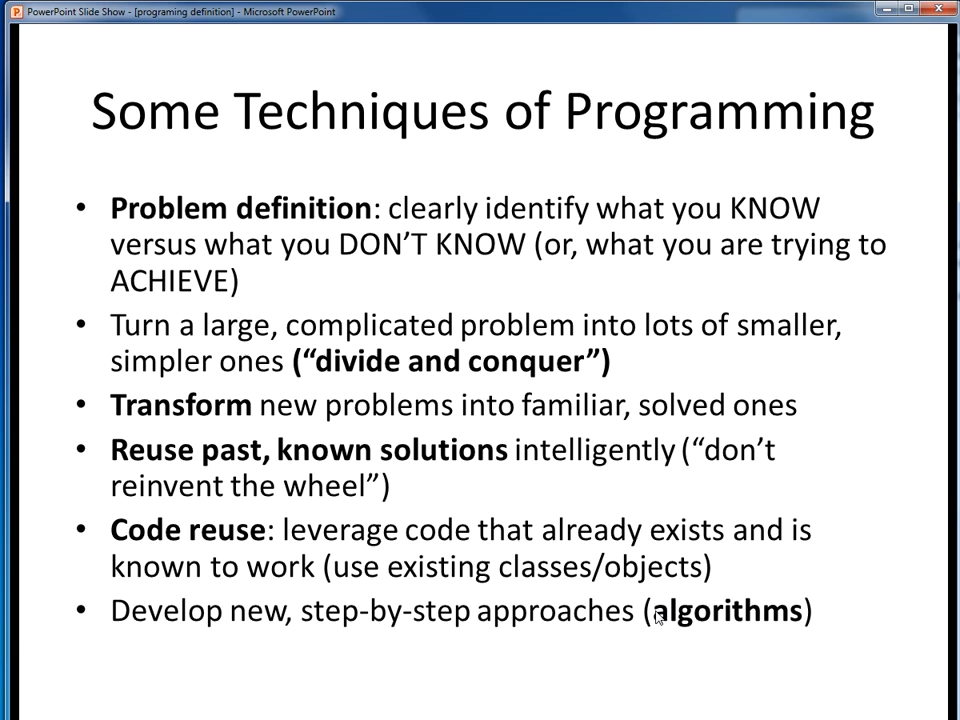 PowerPoint Slide Show - [programing definition] - Microsoft PowerPoint
Some Techniques of Programming
• Problem definition: clearly identify what you KNOW
versus what you DON’T KNOW (or, what you are trying to
ACHIEVE)
• Turn a large, complicated problem into lots of smaller,
simpler ones (“divide and conquer”)
• Transform new problems into familiar, solved ones
• Reuse past, known solutions intelligently (“don’t
reinvent the wheel”)
• Code reuse: leverage code that already exists and is
known to work (use existing classes/objects)
• Develop new, step-by-step approaches (algorithms)